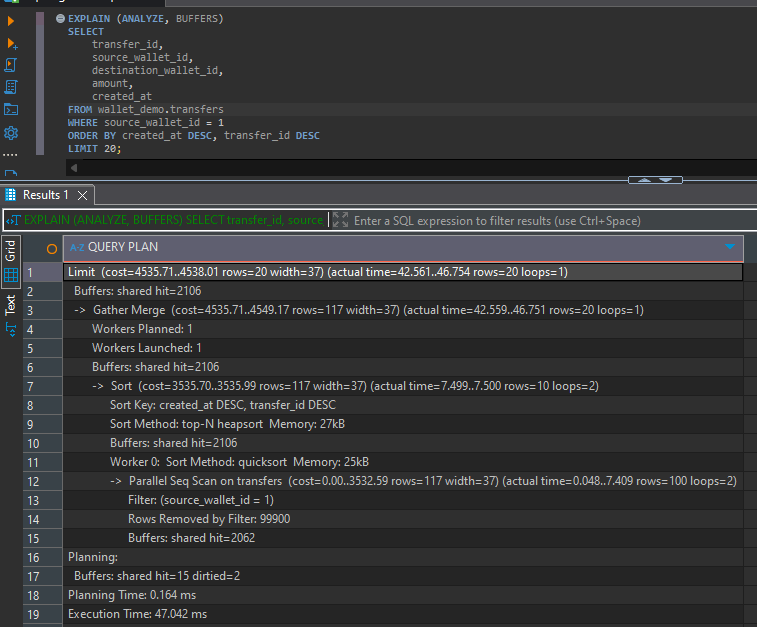 EXPLAIN (ANALYZE, BUFFERS)
SELECT
transfer_id,
source_wallet_id,
destination_wallet_id,
amount,
created_at
FROM wallet_demo.transfers
WHERE source_wallet_id = 1
ORDER BY created_at DESC, transfer_id DESC
LIMIT 20;
Results 1
EXPLAIN (ANALYZE, BUFFERS) SELECT transfer_id, source
Enter a SQL expression to filter results (use Ctrl+Space)
Grid
Text
A-Z QUERY PLAN
1 Limit (cost=4535.71..4538.01 rows=20 width=37) (actual time=42.561..46.754 rows=20 loops=1)
2 Buffers: shared hit=2106
3 -> Gather Merge (cost=4535.71..4549.17 rows=117 width=37) (actual time=42.559..46.751 rows=20 loops=1)
4 Workers Planned: 1
5 Workers Launched: 1
6 Buffers: shared hit=2106
7 -> Sort (cost=3535.70..3535.99 rows=117 width=37) (actual time=7.499..7.500 rows=10 loops=2)
8 Sort Key: created_at DESC, transfer_id DESC
9 Sort Method: top-N heapsort Memory: 27kB
10 Buffers: shared hit=2106
11 Worker 0: Sort Method: quicksort Memory: 25kB
12 -> Parallel Seq Scan on transfers (cost=0.00..3532.59 rows=117 width=37) (actual time=0.048..7.409 rows=100 loops=2)
13 Filter: (source_wallet_id = 1)
14 Rows Removed by Filter: 99900
15 Buffers: shared hit=2062
16 Planning:
17 Buffers: shared hit=15 dirtied=2
18 Planning Time: 0.164 ms
19 Execution Time: 47.042 ms